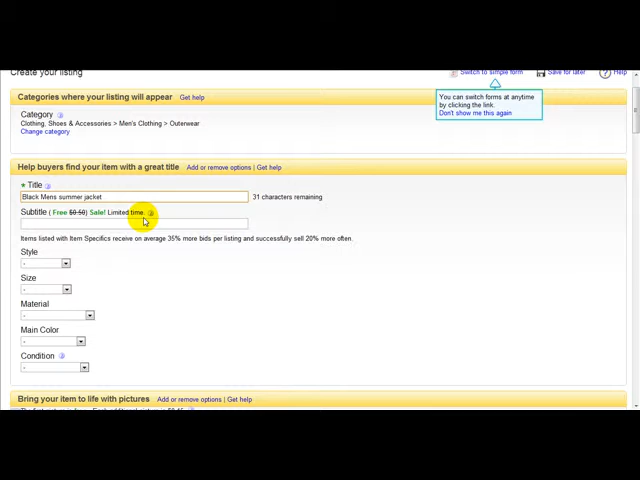 Create your listing
Switch to simple form
Save for later
Help
Categories where your listing will appear Get help
You can switch forms at anytime
by clicking the link.
Don't show me this again
Category
Clothing, Shoes & Accessories > Men's Clothing > Outerwear
Change category
Help buyers find your item with a great title Add or remove options | Get help
* Title
Black Mens summer jacket 31 characters remaining
Subtitle ( Free $0.50) Sale! Limited time.
Items listed with Item Specifics receive on average 35% more bids per listing and successfully sell 20% more often.
Style
-
Size
-
Material
-
Main Color
-
Condition
-
Bring your item to life with pictures Add or remove options | Get help